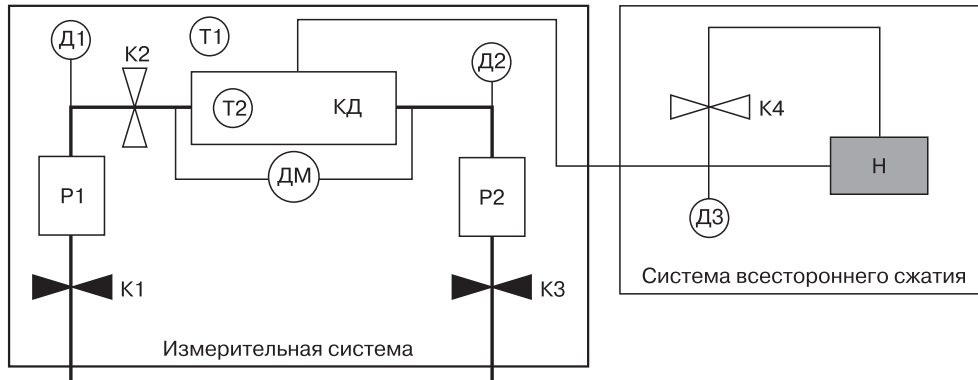 Д1
К2
Т1
Д2
Т2
КД
К4
ДМ
Н
Р1
Р2
Д3
К1
К3
Система всестороннего сжатия
Измерительная система